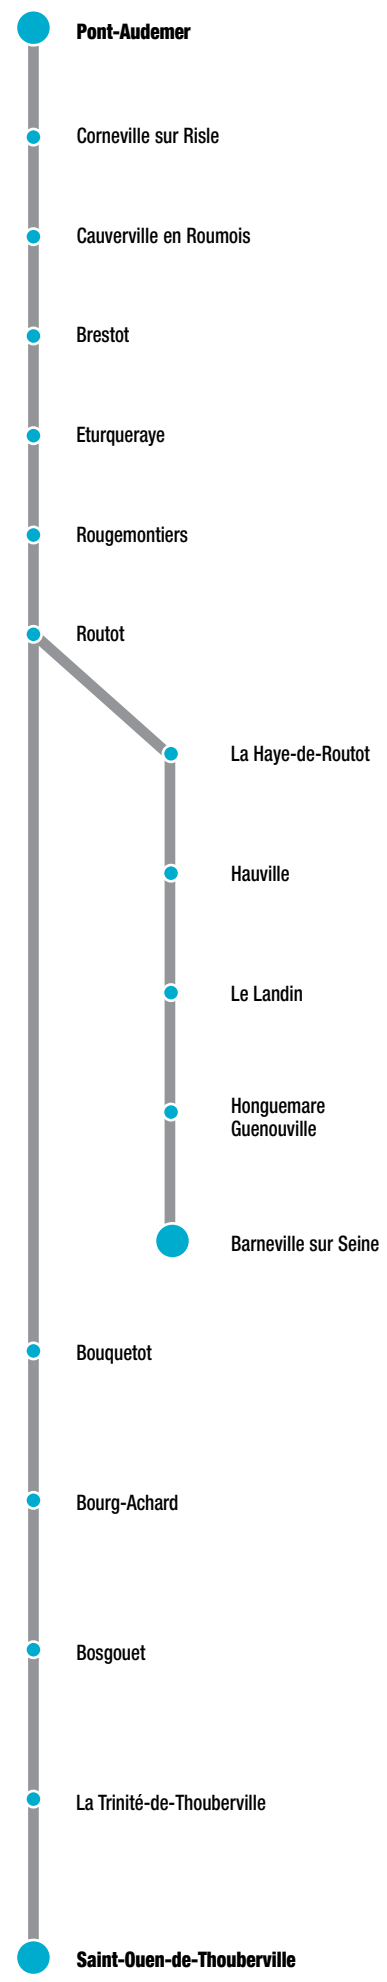 Pont-Audemer
Corneville sur Risle
Cauverville en Roumois
Brestot
Eturqueraye
Rougemontiers
Routot
La Haye-de-Routot
Hauville
Le Landin
Honguemare
Guenouville
Barneville sur Seine
Bouquetot
Bourg-Achard
Bosgouet
La Trinité-de-Thouberville
Saint-Ouen-de-Thouberville